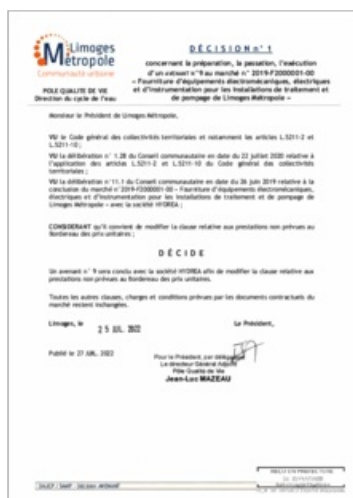 Limoges
Métropole
Communauté urbaine
PÔLE QUALITE DE VIE
Direction du cycle de l'eau
DÉCISION n° 1
concernant la préparation, la passation, l'exécution
d'un avenant n°9 au marché n° 2019-F2000001-00
« Fourniture d'équipements électromécaniques, électriques
et d'instrumentation pour les installations de traitement et
de pompage de Limoges Métropole »
Monsieur le Président de Limoges Métropole,
VU le Code général des collectivités territoriales et notamment les articles L.5211-2 et
L.5211-10 ;
VU la délibération n° 1.28 du Conseil communautaire en date du 22 juillet 2020 relative à
l'application des articles L.5211-2 et L.5211-10 du Code général des collectivités
territoriales ;
VU la délibération n°11.1 du Conseil communautaire en date du 26 juin 2019 relative à la
conclusion du marché n°2019-F2000001-00 « Fourniture d'équipements électromécaniques,
électriques et d'instrumentation pour les installations de traitement et de pompage de
Limoges Métropole » avec la société HYDREA ;
CONSIDERANT qu'il convient de modifier la clause relative aux prestations non prévues au
Bordereau des prix unitaires ;
DÉCIDE
Un avenant n° 9 sera conclu avec la société HYDREA afin de modifier la clause relative aux
prestations non prévues au Bordereau des prix unitaires.
Toutes les autres clauses, charges et conditions prévues par les documents contractuels du
marché restent inchangées.
Limoges, le 25 JUIL. 2022
Le Président,
Publié le 27 JUIL. 2022
Pour le Président, par délégation
Le directeur Général Adjoint
Pôle Qualité de Vie
Jean-Luc MAZEAU